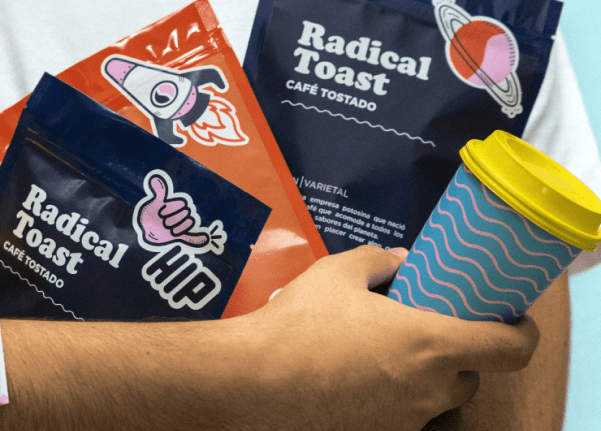 Radical
Toast
CAFÉ TOSTADO
VARIETAL
a empresa potosina que nació
café que acomode a todos los
sabores del planeta.
placer crear
Radical
Toast
CAFÉ TOSTADO
HIP